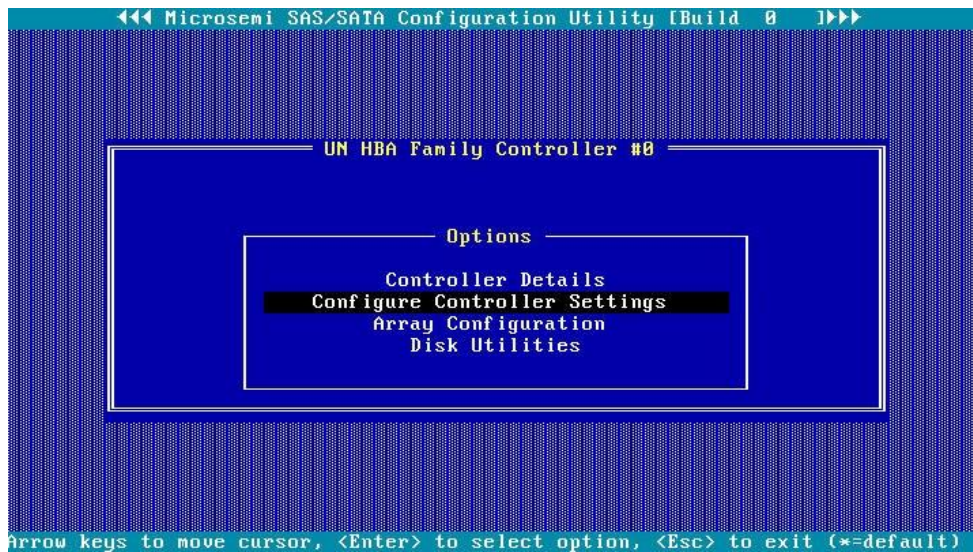 ◄◄◄ Microsemi SAS/SATA Configuration Utility [Build 0 ]►►►
UN HBA Family Controller #0
Options
Controller Details
Configure Controller Settings
Array Configuration
Disk Utilities
Arrow keys to move cursor, <Enter> to select option, <Esc> to exit (*=default)